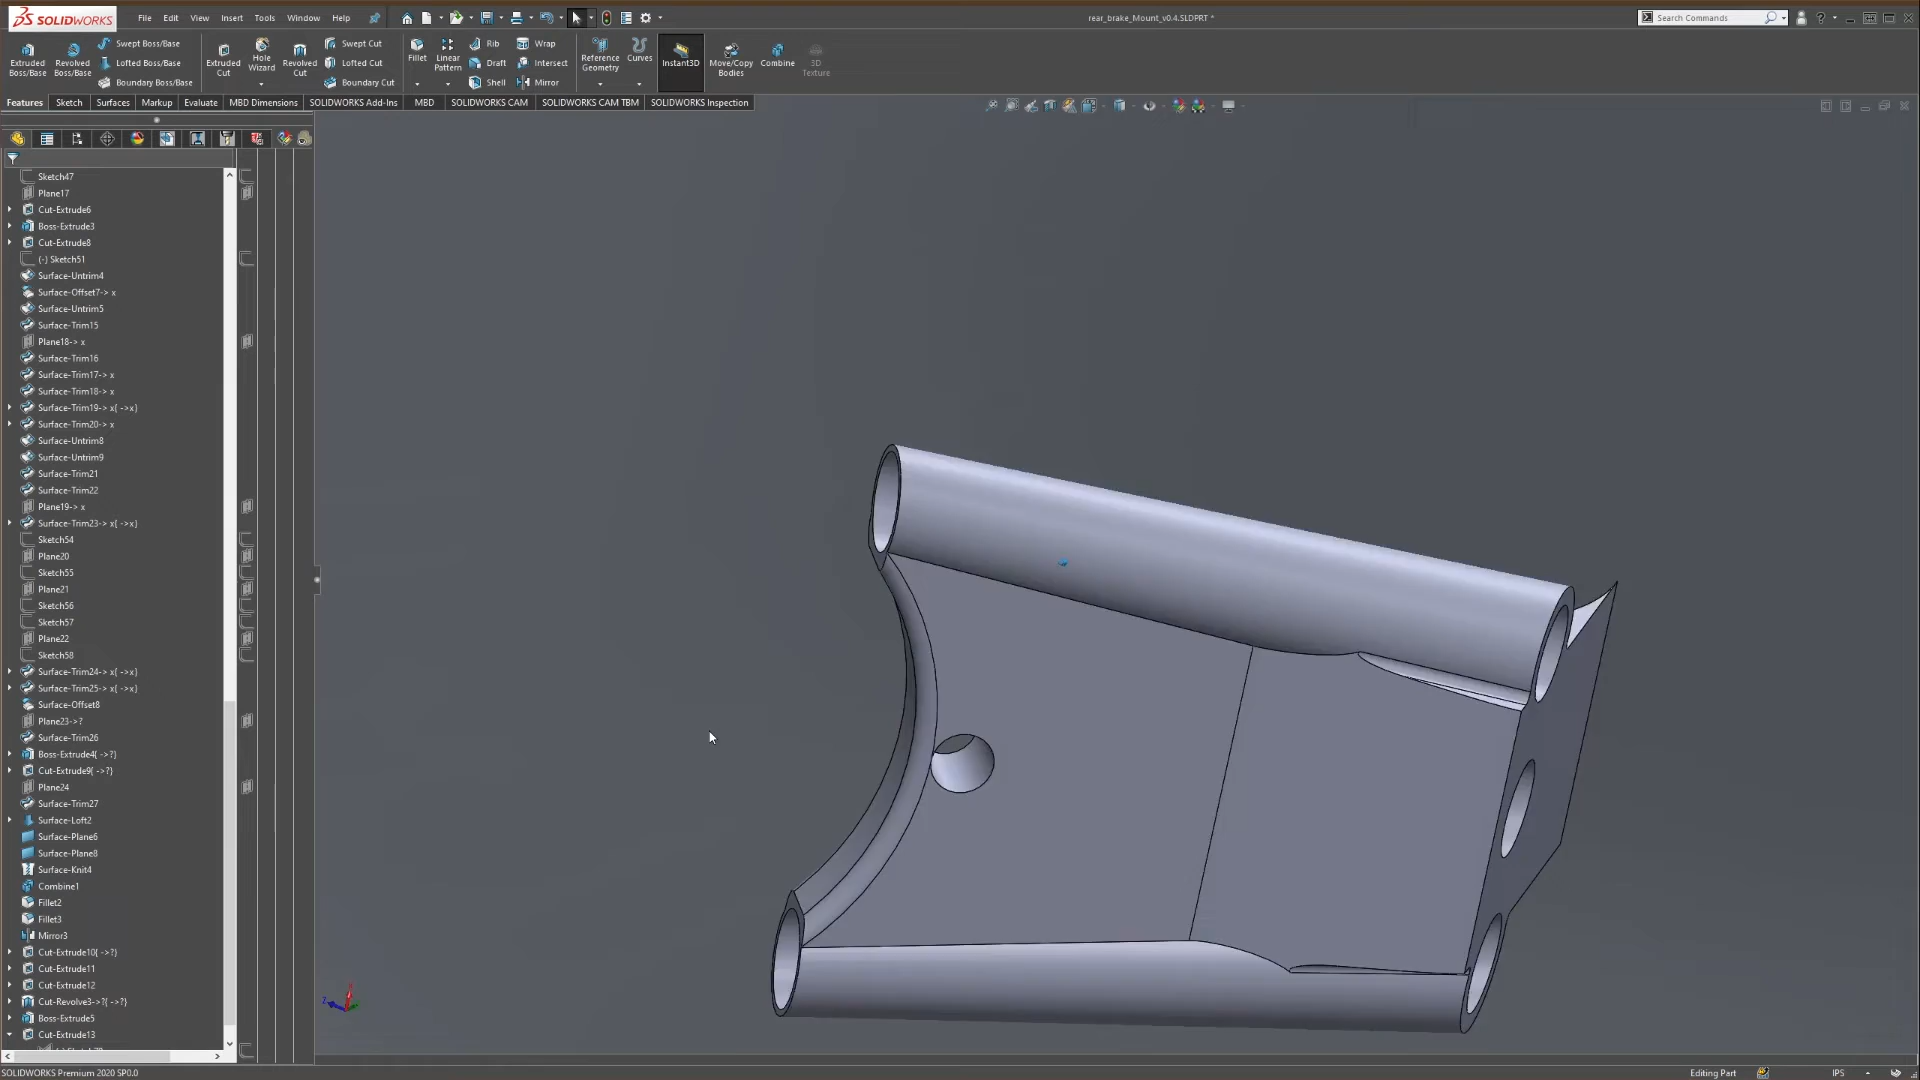 SOLIDWORKS File Edit View Insert Tools Window Help rear_brake_Mount_v0.4.SLDPRT * Search Commands
Extruded Boss/Base Revolved Boss/Base Swept Boss/Base Lofted Boss/Base Boundary Boss/Base Extruded Cut Hole Wizard Revolved Cut Swept Cut Lofted Cut Boundary Cut Fillet Linear Pattern Rib Draft Shell Wrap Intersect Mirror Reference Geometry Curves Instant3D Move/Copy Bodies Combine 3D Texture
Features Sketch Surfaces Markup Evaluate MBD Dimensions SOLIDWORKS Add-Ins MBD SOLIDWORKS CAM SOLIDWORKS CAM TBM SOLIDWORKS Inspection
Sketch47
Plane17
Cut-Extrude6
Boss-Extrude3
Cut-Extrude8
(-) Sketch51
Surface-Untrim4
Surface-Offset7-> x
Surface-Untrim5
Surface-Trim15
Plane18-> x
Surface-Trim16
Surface-Trim17-> x
Surface-Trim18-> x
Surface-Trim19-> x{ ->x}
Surface-Trim20-> x
Surface-Untrim8
Surface-Untrim9
Surface-Trim21
Surface-Trim22
Plane19-> x
Surface-Trim23-> x{ ->x}
Sketch54
Plane20
Sketch55
Plane21
Sketch56
Sketch57
Plane22
Sketch58
Surface-Trim24-> x{ ->x}
Surface-Trim25-> x{ ->x}
Surface-Offset8
Plane23->?
Surface-Trim26
Boss-Extrude4{ ->?}
Cut-Extrude9{ ->?}
Plane24
Surface-Trim27
Surface-Loft2
Surface-Plane6
Surface-Plane8
Surface-Knit4
Combine1
Fillet2
Fillet3
Mirror3
Cut-Extrude10{ ->?}
Cut-Extrude11
Cut-Extrude12
Cut-Revolve3->?{ ->?}
Boss-Extrude5
Cut-Extrude13
Z
SOLIDWORKS Premium 2020 SP0.0 Editing Part IPS